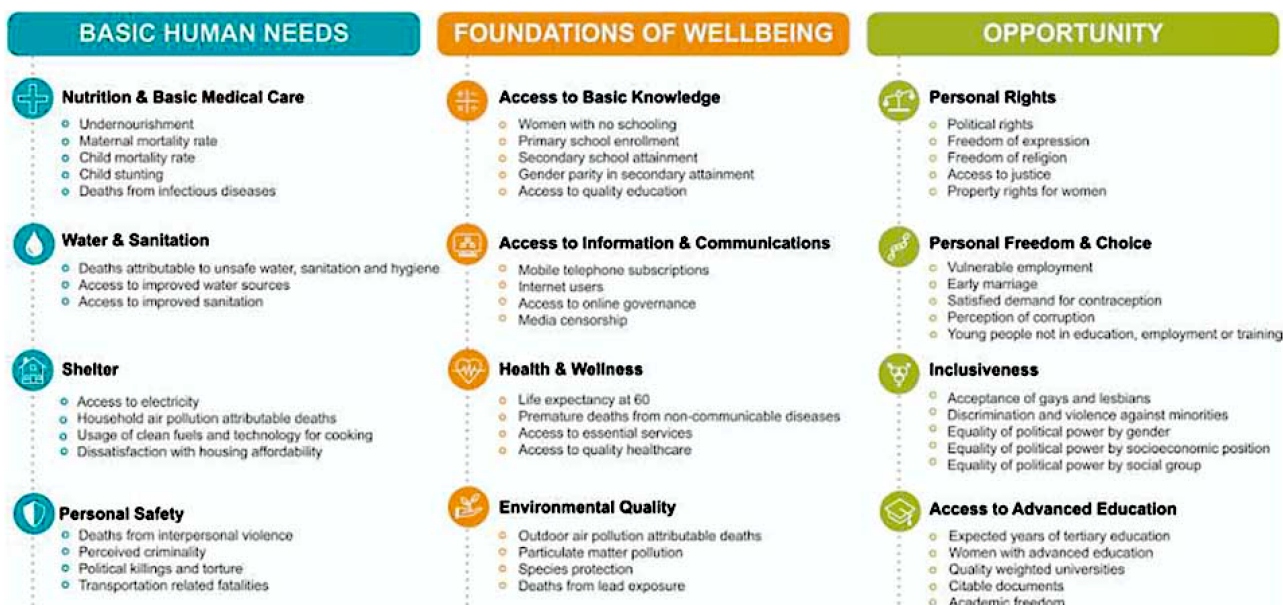 BASIC HUMAN NEEDS
Nutrition & Basic Medical Care
Undernourishment
Maternal mortality rate
Child mortality rate
Child stunting
Deaths from infectious diseases
Water & Sanitation
Deaths attributable to unsafe water, sanitation and hygiene
Access to improved water sources
Access to improved sanitation
Shelter
Access to electricity
Household air pollution attributable deaths
Usage of clean fuels and technology for cooking
Dissatisfaction with housing affordability
Personal Safety
Deaths from interpersonal violence
Perceived criminality
Political killings and torture
Transportation related fatalities
FOUNDATIONS OF WELLBEING
Access to Basic Knowledge
Women with no schooling
Primary school enrollment
Secondary school attainment
Gender parity in secondary attainment
Access to quality education
Access to Information & Communications
Mobile telephone subscriptions
Internet users
Access to online governance
Media censorship
Health & Wellness
Life expectancy at 60
Premature deaths from non-communicable diseases
Access to essential services
Access to quality healthcare
Environmental Quality
Outdoor air pollution attributable deaths
Particulate matter pollution
Species protection
Deaths from lead exposure
OPPORTUNITY
Personal Rights
Political rights
Freedom of expression
Freedom of religion
Access to justice
Property rights for women
Personal Freedom & Choice
Vulnerable employment
Early marriage
Satisfied demand for contraception
Perception of corruption
Young people not in education, employment or training
Inclusiveness
Acceptance of gays and lesbians
Discrimination and violence against minorities
Equality of political power by gender
Equality of political power by socioeconomic position
Equality of political power by social group
Access to Advanced Education
Expected years of tertiary education
Women with advanced education
Quality weighted universities
Citable documents
Academic freedom